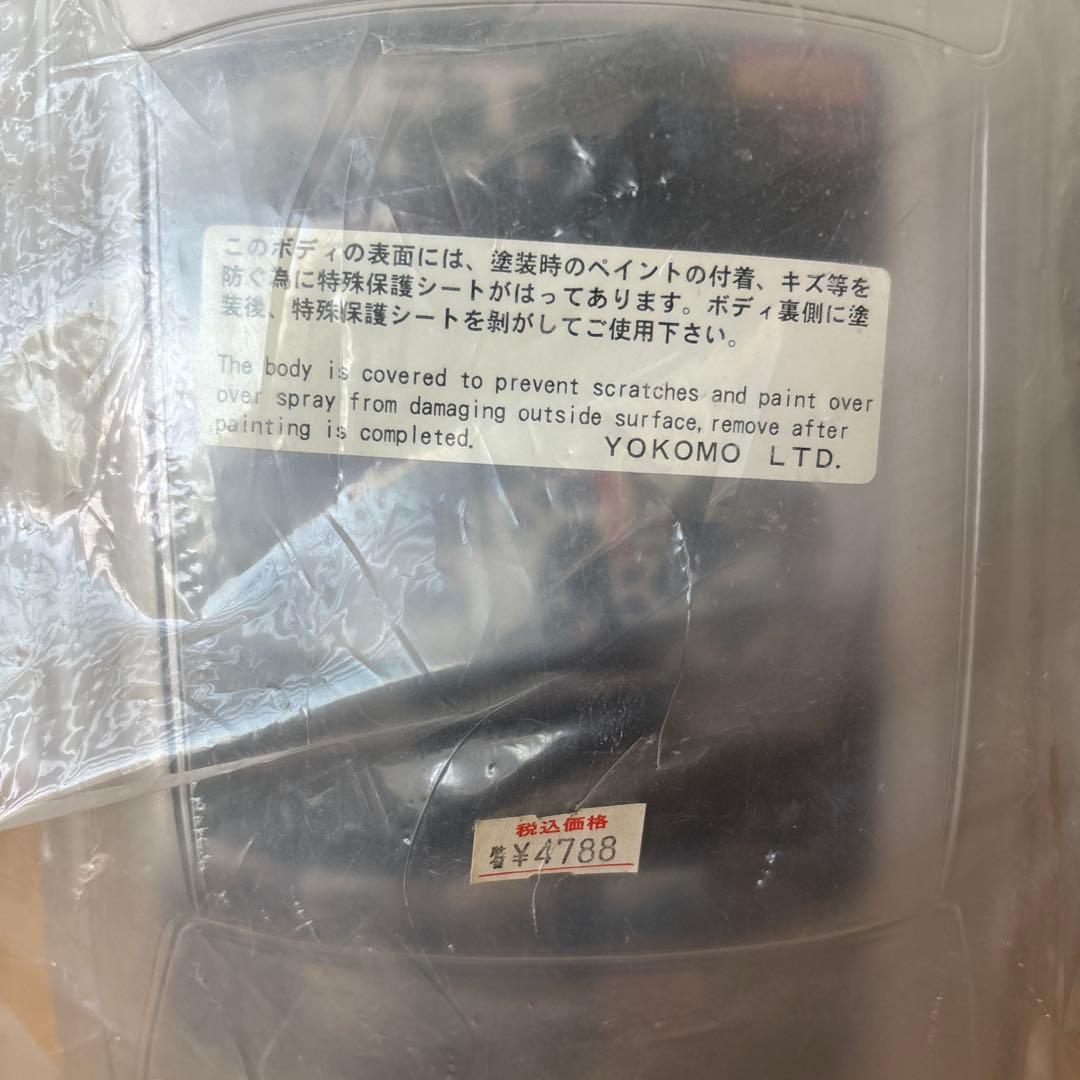 このボディの表面には、塗装時のペイントの付着、キズ等を
防ぐ為に特殊保護シートがはってあります。ボディ裏側に塗
装後、特殊保護シートを剥がしてご使用下さい。
The body is covered to prevent scratches and paint over
over spray from damaging outside surface, remove after
painting is completed. YOKOMO LTD.
税込価格
¥4788